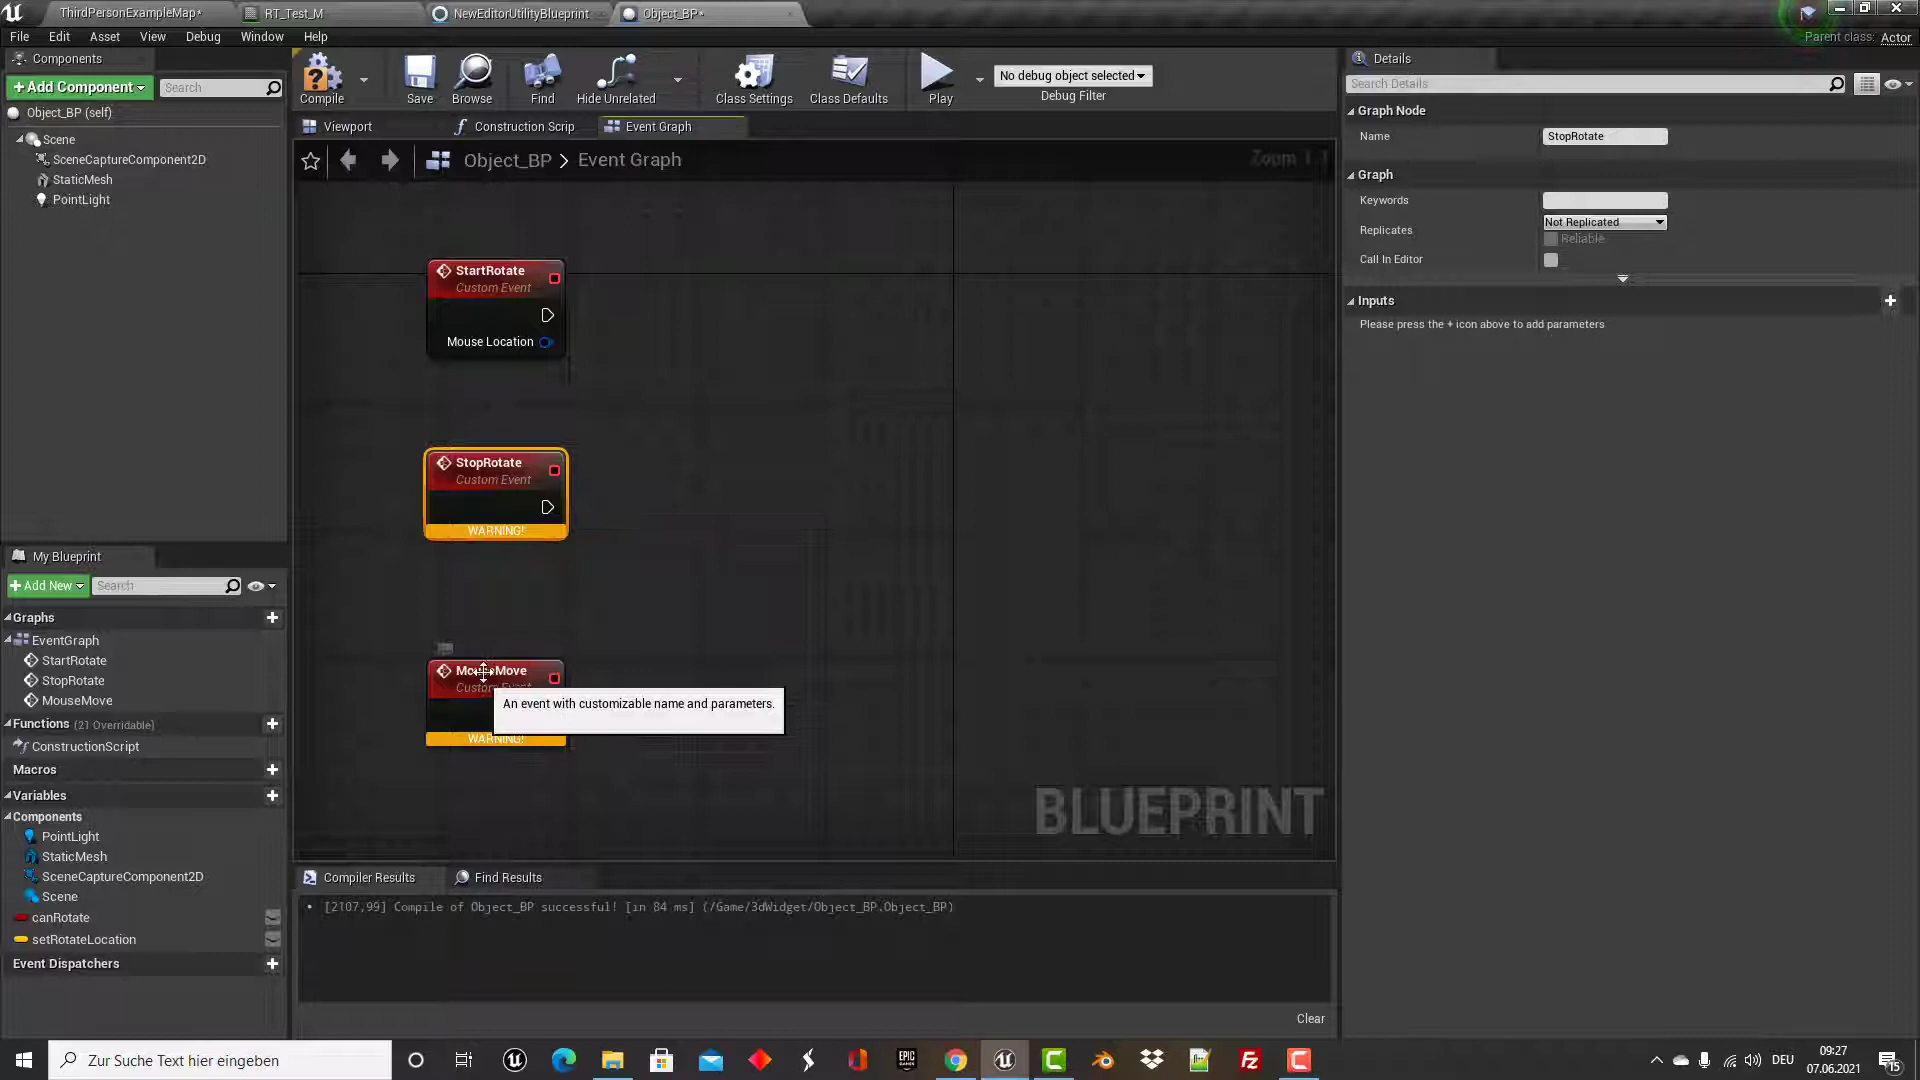 ThirdPersonExampleMap*
RT_Test_M
NewEditorUtilityBlueprint
Object_BP*
File Edit Asset View Debug Window Help
Parent class: Actor
Components
+ Add Component
Search
Object_BP (self)
Scene
SceneCaptureComponent2D
StaticMesh
PointLight
Compile
Save
Browse
Find
Hide Unrelated
Class Settings
Class Defaults
Play
No debug object selected
Debug Filter
Viewport
Construction Scrip
Event Graph
Object_BP > Event Graph
Zoom 1:1
StartRotate
Custom Event
Mouse Location
StopRotate
Custom Event
WARNING!
MouseMove
Custom Event
An event with customizable name and parameters.
WARNING!
BLUEPRINT
My Blueprint
+ Add New
Search
Graphs
EventGraph
StartRotate
StopRotate
MouseMove
Functions (21 Overridable)
ConstructionScript
Macros
Variables
Components
PointLight
StaticMesh
SceneCaptureComponent2D
Scene
canRotate
setRotateLocation
Event Dispatchers
Compiler Results
Find Results
[2107,99] Compile of Object_BP successful! [in 84 ms] (/Game/3dWidget/Object_BP.Object_BP)
Clear
Details
Search Details
Graph Node
Name StopRotate
Graph
Keywords
Replicates Not Replicated
Reliable
Call In Editor
Inputs
Please press the + icon above to add parameters
Zur Suche Text hier eingeben
EPIC
DEU
09:27
07.06.2021
15